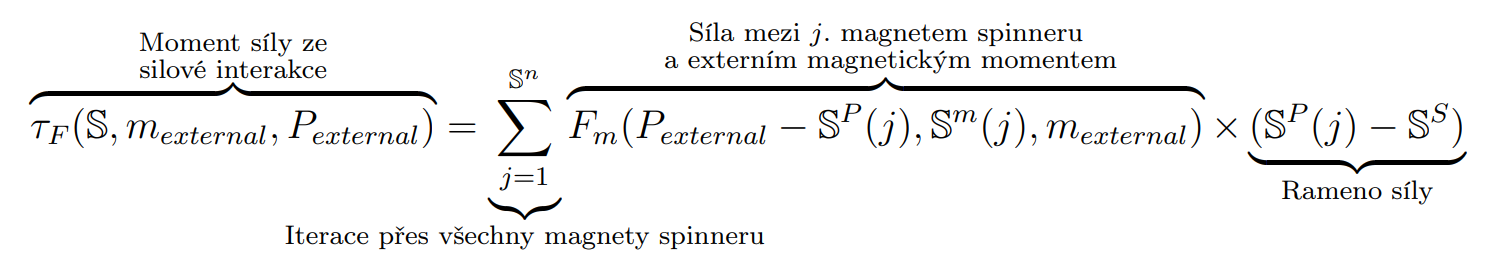 Moment síly ze
silové interakce
Síla mezi j. magnetem spinneru
a externím magnetickým momentem
τ_F(𝕊, m_external, P_external) = ∑_{j=1}^{𝕊^n} F_m(P_external − 𝕊^P(j), 𝕊^m(j), m_external) × (𝕊^P(j) − 𝕊^S)
Rameno síly
Iterace přes všechny magnety spinneru